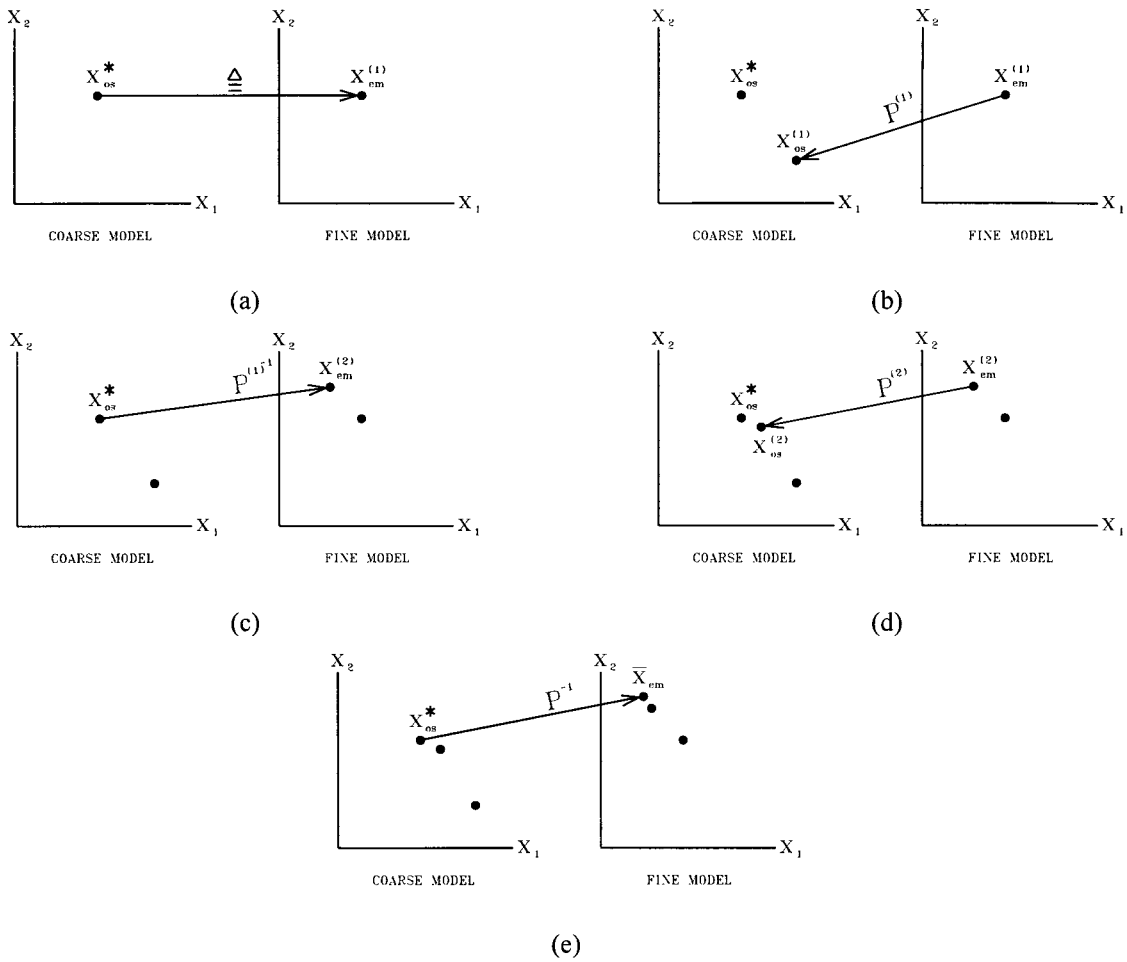 X₂ X₂
X*os ≜ X(1)em
X₁ X₁
COARSE MODEL FINE MODEL
(a)
X₂ X₂
X*os P(1) X(1)em
X(1)os
X₁ X₁
COARSE MODEL FINE MODEL
(b)
X₂ X₂
X*os P(1)-1 X(2)em
X₁ X₁
COARSE MODEL FINE MODEL
(c)
X₂ X₂
X*os P(2) X(2)em
X(2)os
X₁ X₁
COARSE MODEL FINE MODEL
(d)
X₂ X₂
X*os P-1 X̄em
X₁ X₁
COARSE MODEL FINE MODEL
(e)